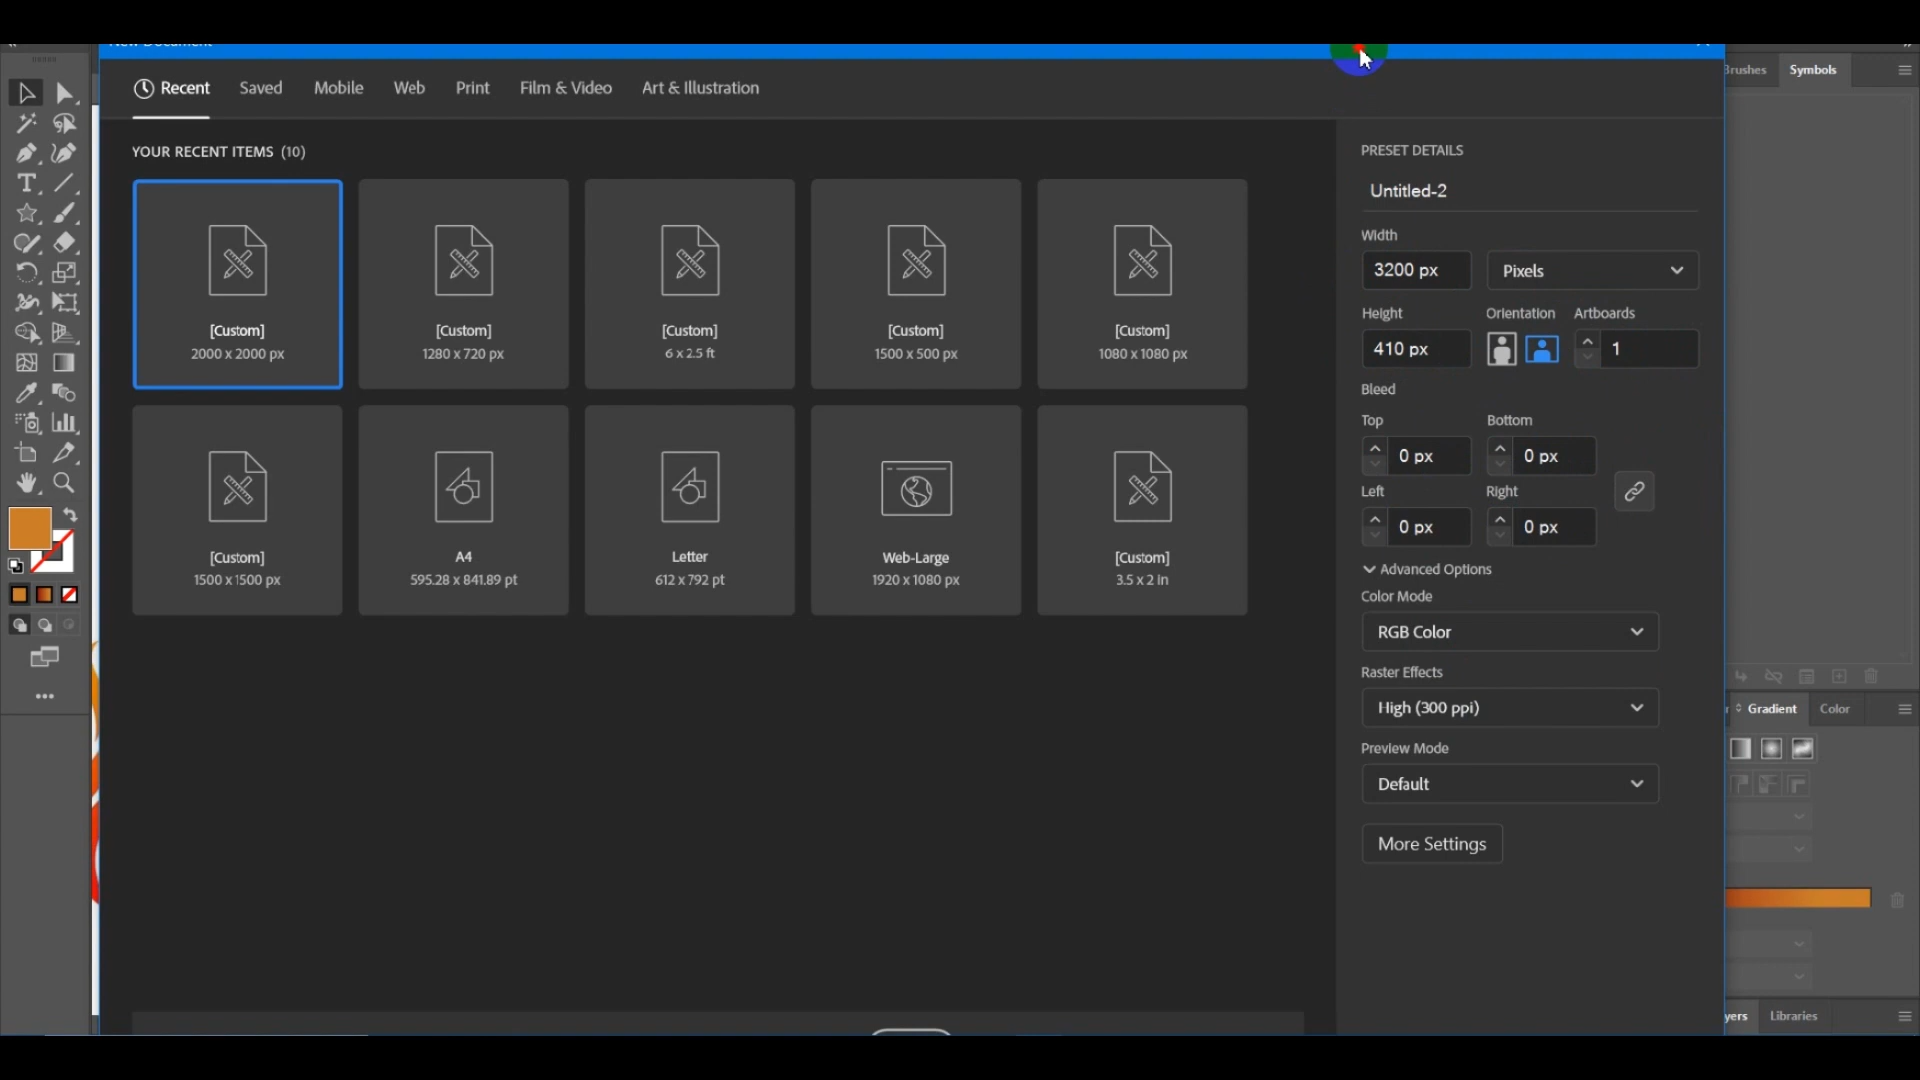 New Document
Recent
Saved
Mobile
Web
Print
Film & Video
Art & Illustration
Brushes
Symbols
YOUR RECENT ITEMS (10)
[Custom]
2000 x 2000 px
[Custom]
1280 x 720 px
[Custom]
6 x 2.5 ft
[Custom]
1500 x 500 px
[Custom]
1080 x 1080 px
[Custom]
1500 x 1500 px
A4
595.28 x 841.89 pt
Letter
612 x 792 pt
Web-Large
1920 x 1080 px
[Custom]
3.5 x 2 in
PRESET DETAILS
Untitled-2
Width
3200 px
Pixels
Height
Orientation
Artboards
410 px
1
Bleed
Top
Bottom
0 px
0 px
Left
Right
0 px
0 px
Advanced Options
Color Mode
RGB Color
Raster Effects
High (300 ppi)
Preview Mode
Default
More Settings
Gradient
Color
yers
Libraries